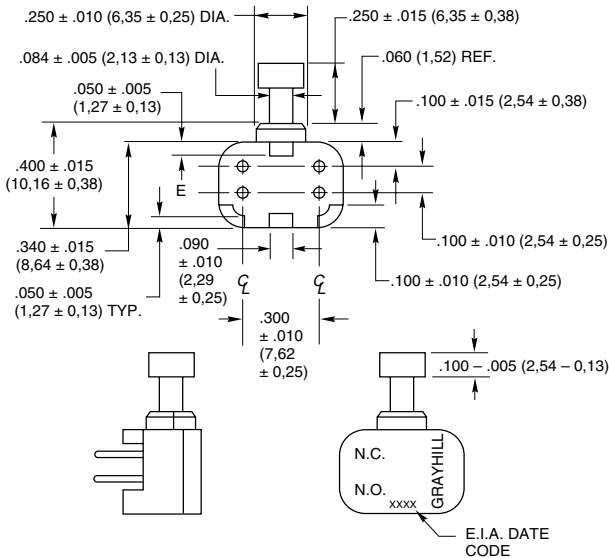 .250 ± .010 (6,35 ± 0,25) DIA.
.250 ± .015 (6,35 ± 0,38)
.084 ± .005 (2,13 ± 0,13) DIA.
.060 (1,52) REF.
.050 ± .005
(1,27 ± 0,13)
.100 ± .015 (2,54 ± 0,38)
.400 ± .015
(10,16 ± 0,38)
E
.340 ± .015
(8,64 ± 0,38)
.090
± .010
(2,29
± 0,25)
.100 ± .010 (2,54 ± 0,25)
.100 ± .010 (2,54 ± 0,25)
.050 ± .005
(1,27 ± 0,13) TYP.
℄
℄
.300
± .010
(7,62
± 0,25)
.100 – .005 (2,54 – 0,13)
N.C.
N.O.
xxxx
GRAYHILL
E.I.A. DATE
CODE